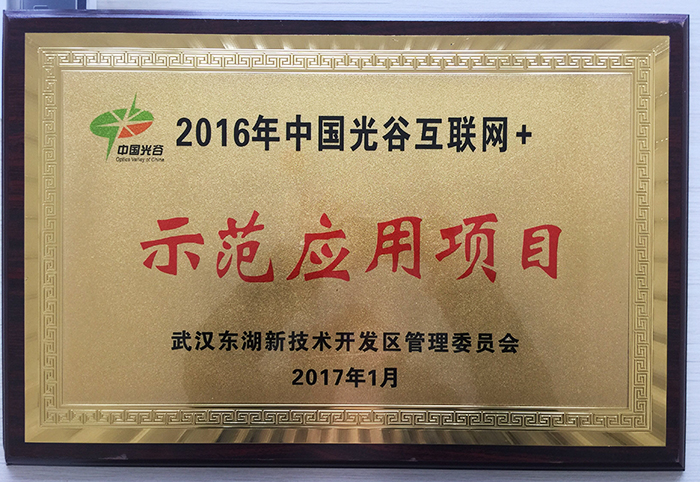 中国光谷
Optics Valley of China
2016年中国光谷互联网+
示范应用项目
武汉东湖新技术开发区管理委员会
2017年1月